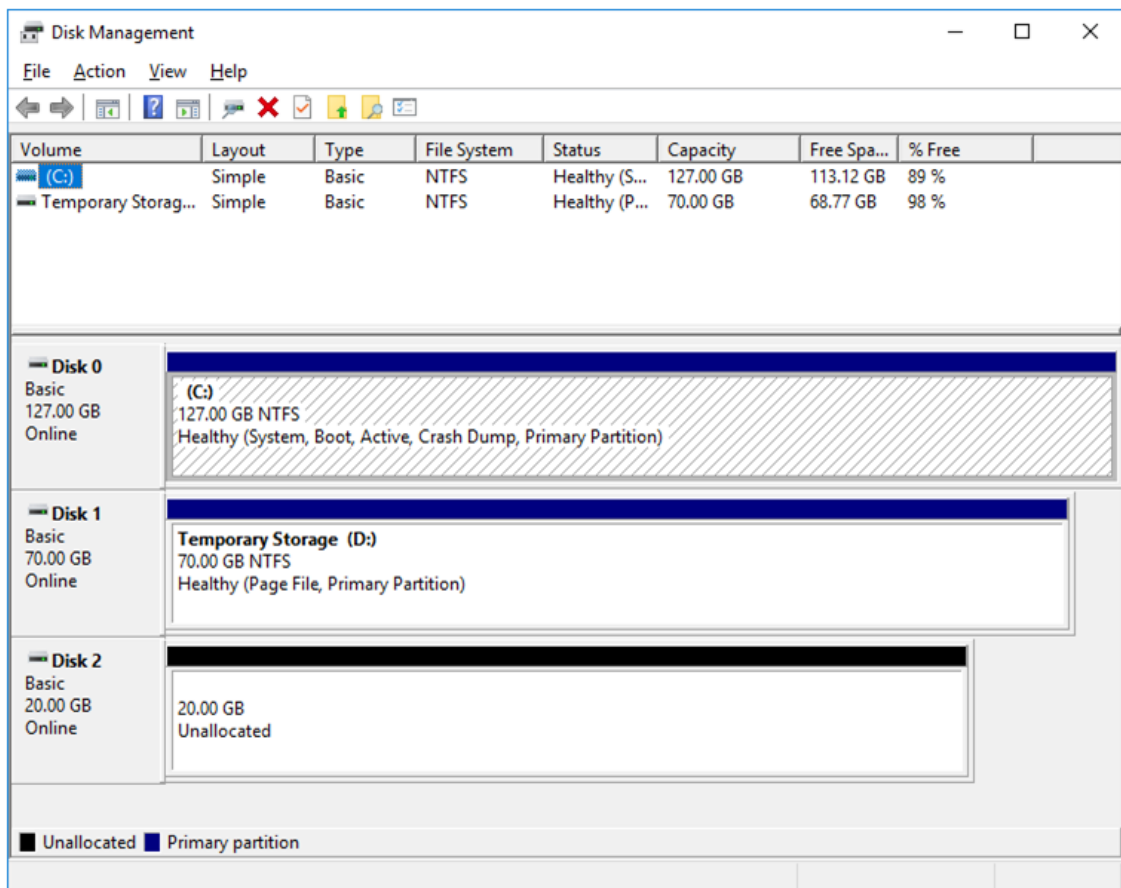 Disk Management
File Action View Help
Volume Layout Type File System Status Capacity Free Spa... % Free
(C:) Simple Basic NTFS Healthy (S... 127.00 GB 113.12 GB 89 %
Temporary Storag... Simple Basic NTFS Healthy (P... 70.00 GB 68.77 GB 98 %
Disk 0
Basic
127.00 GB
Online
(C:)
127.00 GB NTFS
Healthy (System, Boot, Active, Crash Dump, Primary Partition)
Disk 1
Basic
70.00 GB
Online
Temporary Storage (D:)
70.00 GB NTFS
Healthy (Page File, Primary Partition)
Disk 2
Basic
20.00 GB
Online
20.00 GB
Unallocated
Unallocated Primary partition